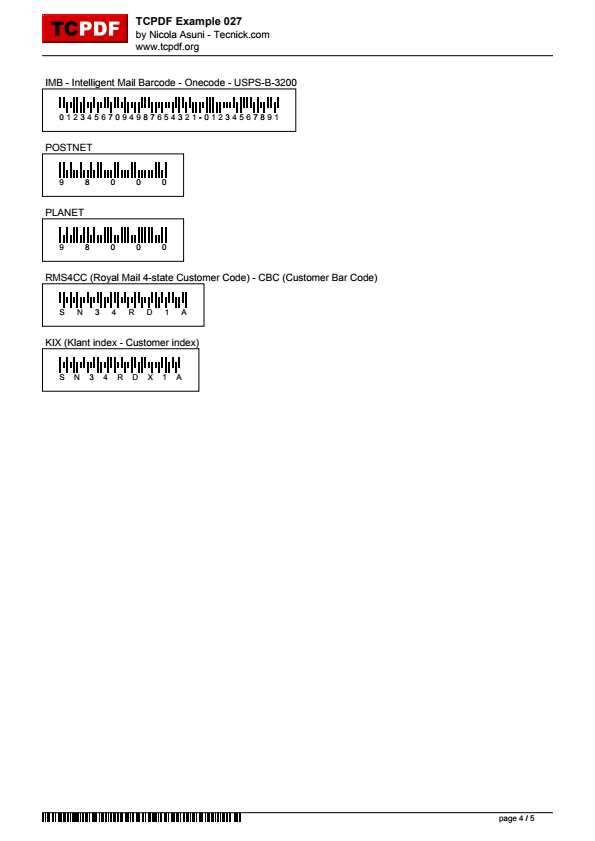 TCPDF
TCPDF Example 027
by Nicola Asuni - Tecnick.com
www.tcpdf.org
IMB - Intelligent Mail Barcode - Onecode - USPS-B-3200
01234567094987654321-01234567891
POSTNET
9 8 0 0 0
PLANET
9 8 0 0 0
RMS4CC (Royal Mail 4-state Customer Code) - CBC (Customer Bar Code)
S N 3 4 R D 1 A
KIX (Klant index - Customer index)
S N 3 4 R D X 1 A
page 4 / 5